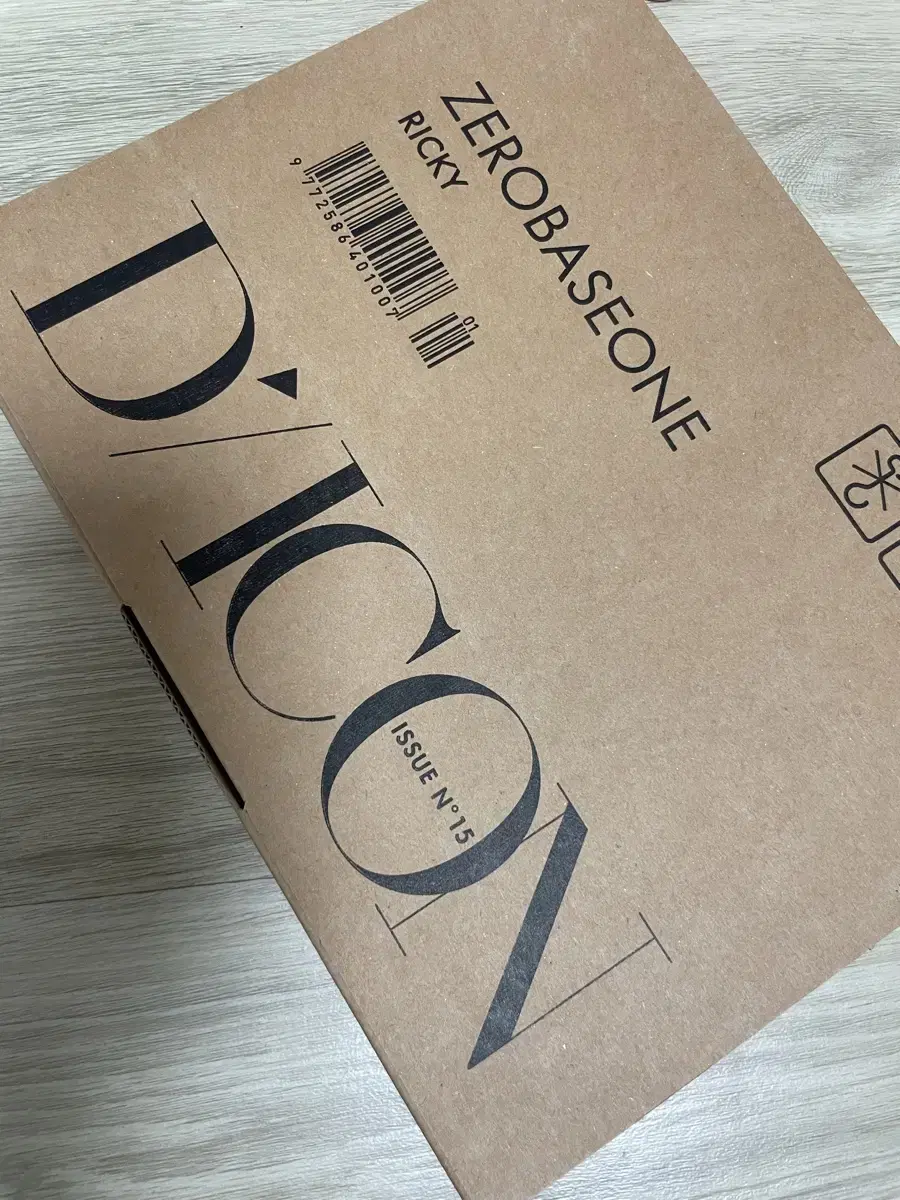 ZEROBASEONE
RICKY
9 772586 401007
01
D'/ICON
ISSUE N°15